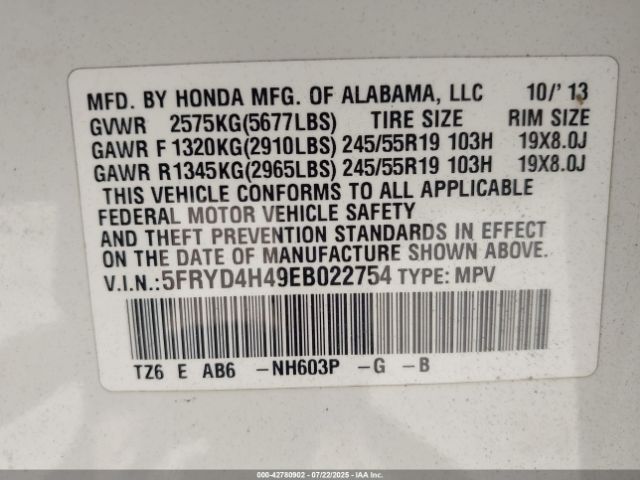 MFD. BY HONDA MFG. OF ALABAMA, LLC 10/'13
GVWR 2575KG(5677LBS) TIRE SIZE RIM SIZE
GAWR F 1320KG(2910LBS) 245/55R19 103H 19X8.0J
GAWR R 1345KG(2965LBS) 245/55R19 103H 19X8.0J
THIS VEHICLE CONFORMS TO ALL APPLICABLE
FEDERAL MOTOR VEHICLE SAFETY
AND THEFT PREVENTION STANDARDS IN EFFECT
ON THE DATE OF MANUFACTURE SHOWN ABOVE.
V.I.N.:5FRYD4H49EB022754 TYPE: MPV
TZ6 E AB6 -NH603P -G -B
000-42780902 - 07/22/2025 - IAAI.COM